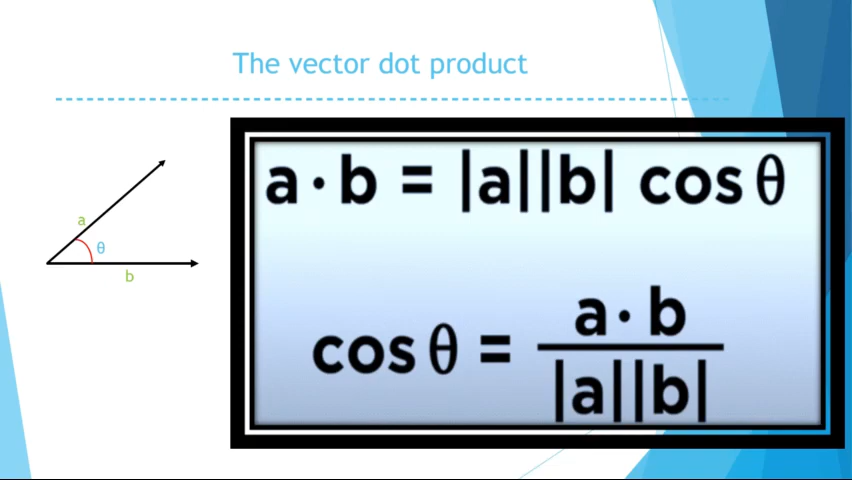 The vector dot product
a
θ
b
a · b = |a||b| cos θ
cos θ = a · b
|a||b|